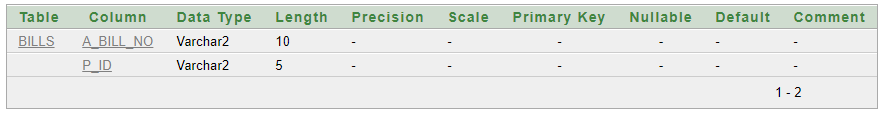 Table Column Data Type Length Precision Scale Primary Key Nullable Default Comment
BILLS A_BILL_NO Varchar2 10 - - - - - -
P_ID Varchar2 5 - - - - - -
1 - 2